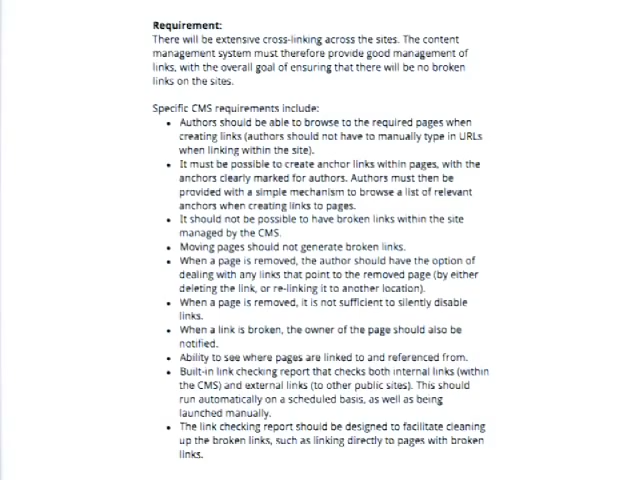 Requirement:
There will be extensive cross-linking across the sites. The content
management system must therefore provide good management of
links, with the overall goal of ensuring that there will be no broken
links on the sites.
Specific CMS requirements include:
• Authors should be able to browse to the required pages when
creating links (authors should not have to manually type in URLs
when linking within the site).
• It must be possible to create anchor links within pages, with the
anchors clearly marked for authors. Authors must then be
provided with a simple mechanism to browse a list of relevant
anchors when creating links to pages.
• It should not be possible to have broken links within the site
managed by the CMS.
• Moving pages should not generate broken links.
• When a page is removed, the author should have the option of
dealing with any links that point to the removed page (by either
deleting the link, or re-linking it to another location).
• When a page is removed, it is not sufficient to silently disable
links.
• When a link is broken, the owner of the page should also be
notified.
• Ability to see where pages are linked to and referenced from.
• Built-in link checking report that checks both internal links (within
the CMS) and external links (to other public sites). This should
run automatically on a scheduled basis, as well as being
launched manually.
• The link checking report should be designed to facilitate cleaning
up the broken links, such as linking directly to pages with broken
links.